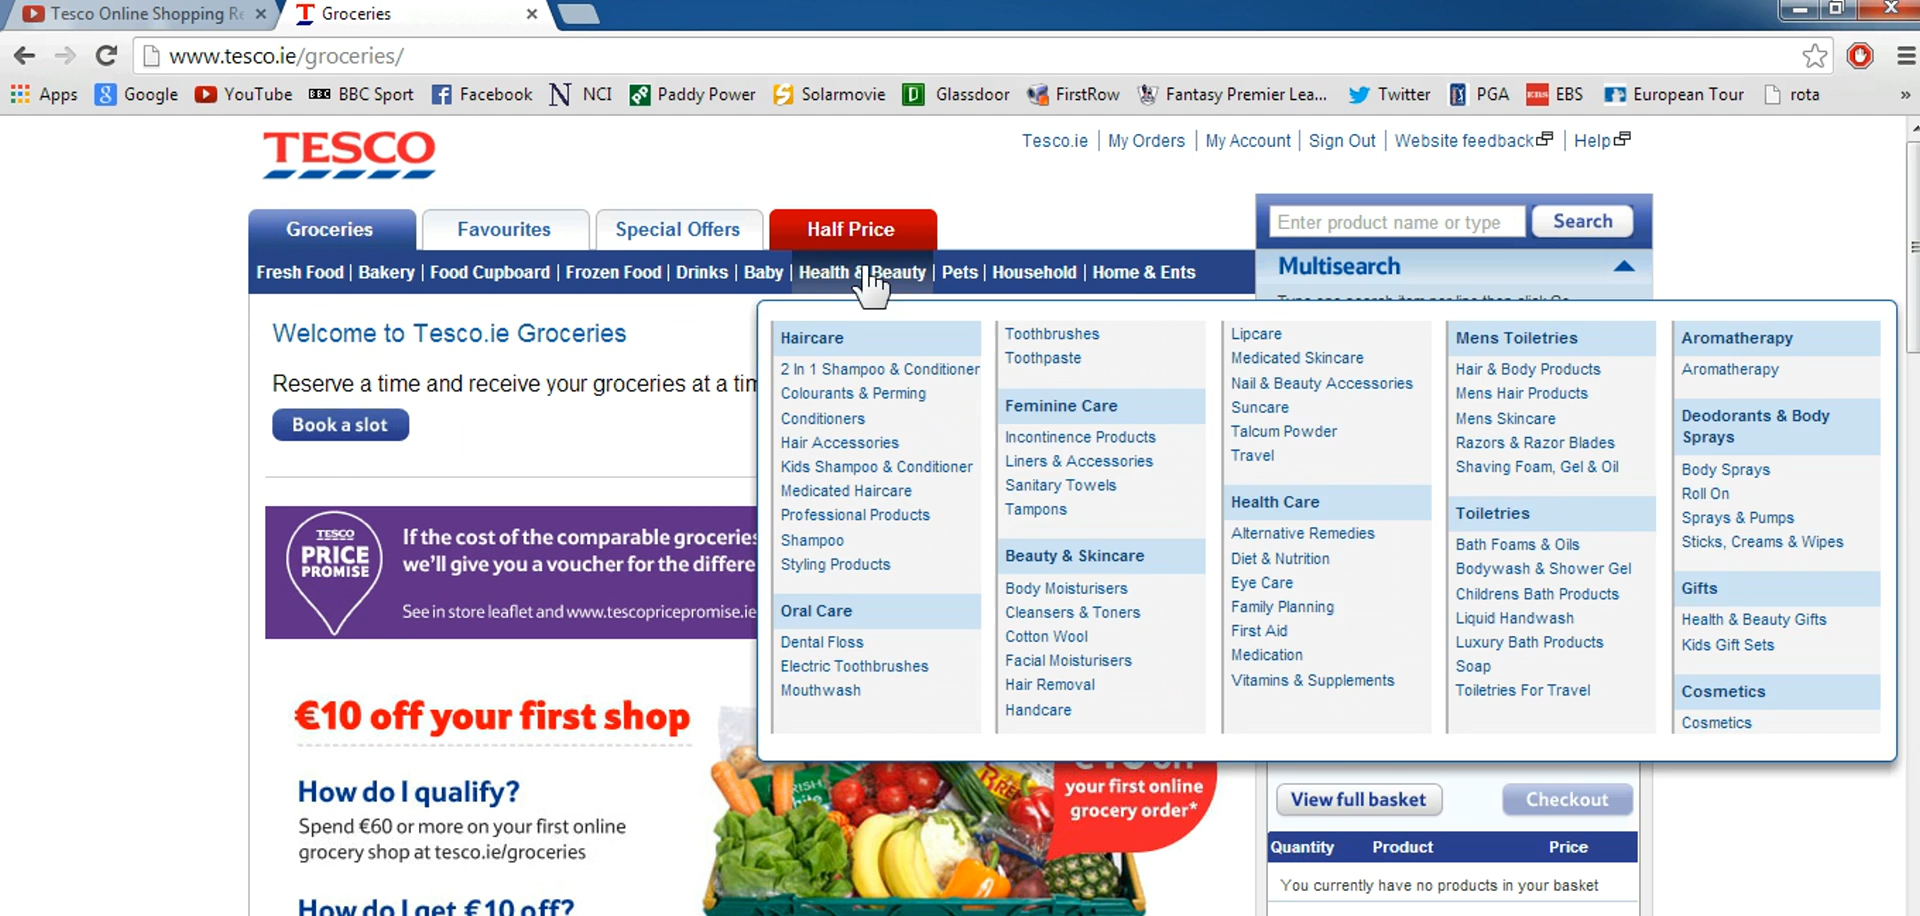 Tesco Online Shopping Re
Groceries
www.tesco.ie/groceries/
Apps Google YouTube BBC Sport Facebook NCI Paddy Power Solarmovie Glassdoor FirstRow Fantasy Premier Lea... Twitter PGA EBS European Tour rota »
TESCO
Tesco.ie | My Orders | My Account | Sign Out | Website feedback | Help
Groceries Favourites Special Offers Half Price
Enter product name or type Search
Fresh Food | Bakery | Food Cupboard | Frozen Food | Drinks | Baby | Health & Beauty | Pets | Household | Home & Ents
Multisearch
Welcome to Tesco.ie Groceries
Reserve a time and receive your groceries at a tim
Book a slot
TESCO
PRICE
PROMISE
If the cost of the comparable groceries
we'll give you a voucher for the differe
See in store leaflet and www.tescopricepromise.ie
€10 off your first shop
How do I qualify?
Spend €60 or more on your first online
grocery shop at tesco.ie/groceries
How do I get €10 off?
Haircare
2 In 1 Shampoo & Conditioner
Colourants & Perming
Conditioners
Hair Accessories
Kids Shampoo & Conditioner
Medicated Haircare
Professional Products
Shampoo
Styling Products
Oral Care
Dental Floss
Electric Toothbrushes
Mouthwash
Toothbrushes
Toothpaste
Feminine Care
Incontinence Products
Liners & Accessories
Sanitary Towels
Tampons
Beauty & Skincare
Body Moisturisers
Cleansers & Toners
Cotton Wool
Facial Moisturisers
Hair Removal
Handcare
Lipcare
Medicated Skincare
Nail & Beauty Accessories
Suncare
Talcum Powder
Travel
Health Care
Alternative Remedies
Diet & Nutrition
Eye Care
Family Planning
First Aid
Medication
Vitamins & Supplements
Mens Toiletries
Hair & Body Products
Mens Hair Products
Mens Skincare
Razors & Razor Blades
Shaving Foam, Gel & Oil
Toiletries
Bath Foams & Oils
Bodywash & Shower Gel
Childrens Bath Products
Liquid Handwash
Luxury Bath Products
Soap
Toiletries For Travel
Aromatherapy
Aromatherapy
Deodorants & Body
Sprays
Body Sprays
Roll On
Sprays & Pumps
Sticks, Creams & Wipes
Gifts
Health & Beauty Gifts
Kids Gift Sets
Cosmetics
Cosmetics
your first online
grocery order*
View full basket Checkout
Quantity Product Price
You currently have no products in your basket